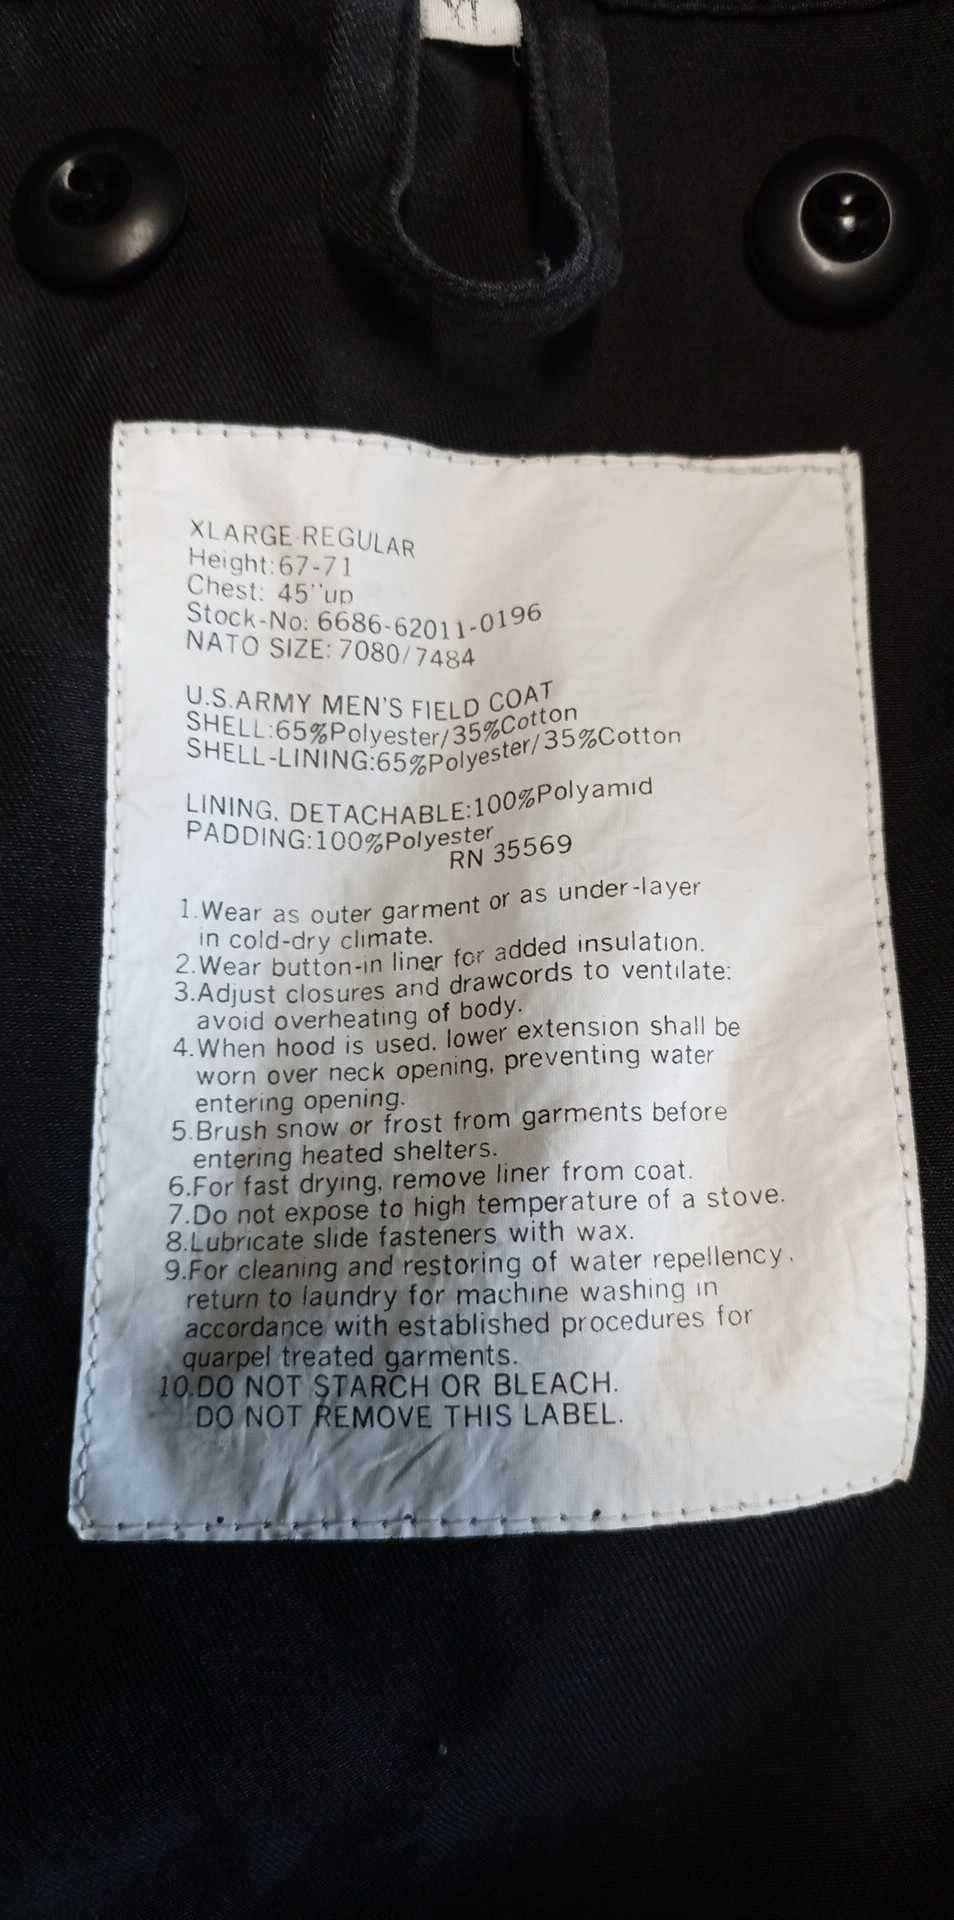 XLARGE-REGULAR
Height:67-71
Chest: 45"up
Stock-No: 6686-62011-0196
NATO SIZE: 7080/7484
U.S.ARMY MEN'S FIELD COAT
SHELL:65%Polyester/35%Cotton
SHELL-LINING:65%Polyester/35%Cotton
LINING, DETACHABLE:100%Polyamid
PADDING:100%Polyester
RN 35569
1.Wear as outer garment or as under-layer
in cold-dry climate.
2.Wear button-in liner for added insulation.
3.Adjust closures and drawcords to ventilate:
avoid overheating of body.
4.When hood is used, lower extension shall be
worn over neck opening, preventing water
entering opening.
5.Brush snow or frost from garments before
entering heated shelters.
6.For fast drying, remove liner from coat.
7.Do not expose to high temperature of a stove.
8.Lubricate slide fasteners with wax.
9.For cleaning and restoring of water repellency,
return to laundry for machine washing in
accordance with established procedures for
quarpel treated garments.
10.DO NOT STARCH OR BLEACH.
DO NOT REMOVE THIS LABEL.